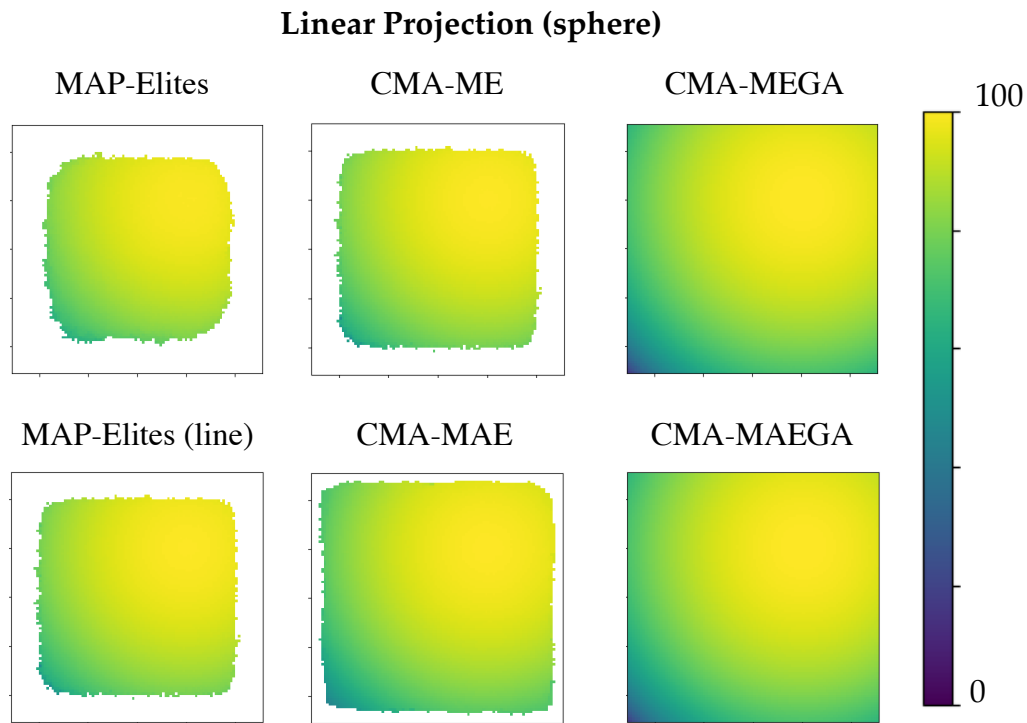 Linear Projection (sphere)
MAP-Elites
CMA-ME
CMA-MEGA
100
MAP-Elites (line)
CMA-MAE
CMA-MAEGA
0